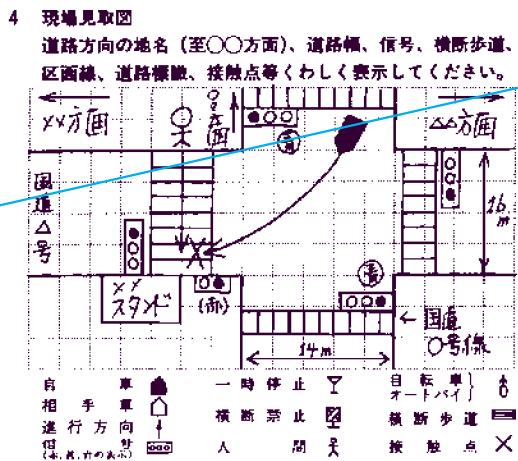 4 現場見取図
道路方向の地名(至○○方面)、道路幅、信号、横断歩道、
区画線、道路標識、接触点等くわしく表示してください。
××方面
○○方面
△△方面
青
国道△号
16m
青
××
スタンド
(赤)
国道
○号線
14m
自車
一時停止
自転車
オートバイ
相手車
横断禁止
横断歩道
進行方向
信号
人間
接触点